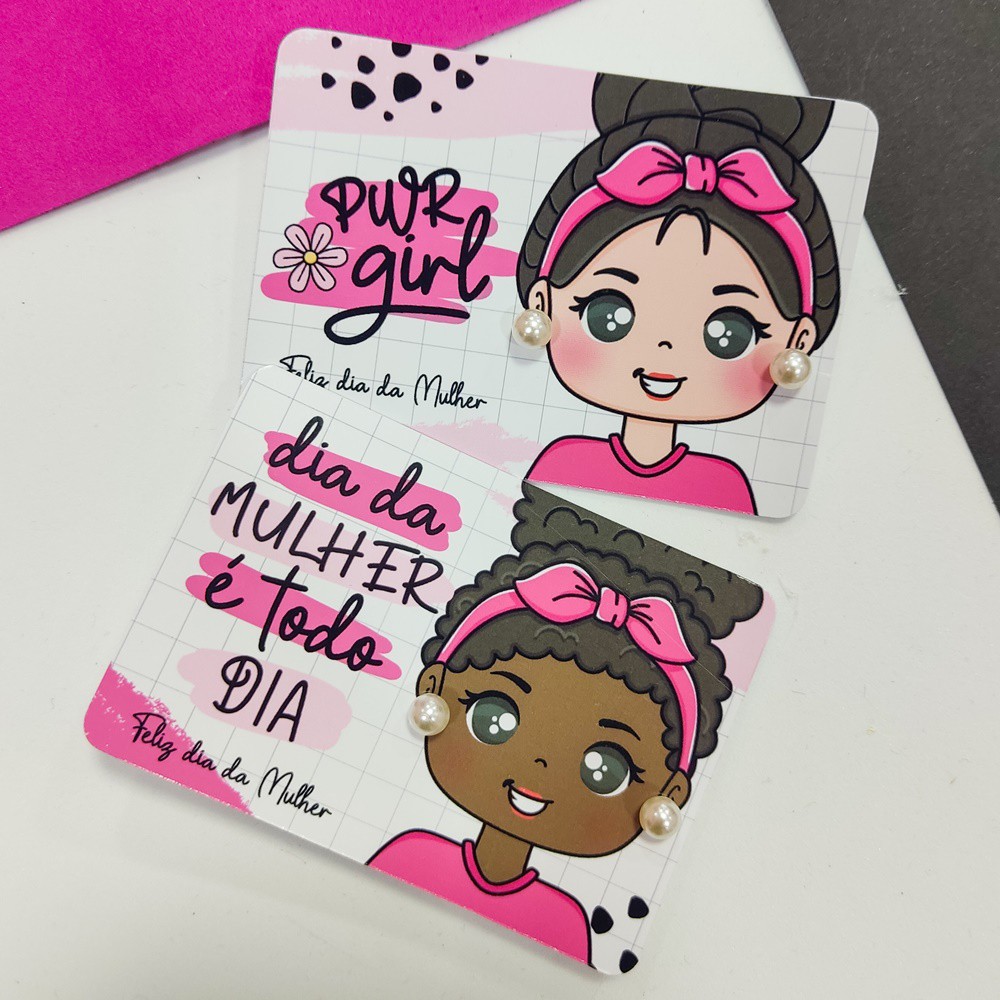 PWR
girl
Feliz dia da Mulher
dia da
MULHER
é Todo
DIA
Feliz dia da Mulher